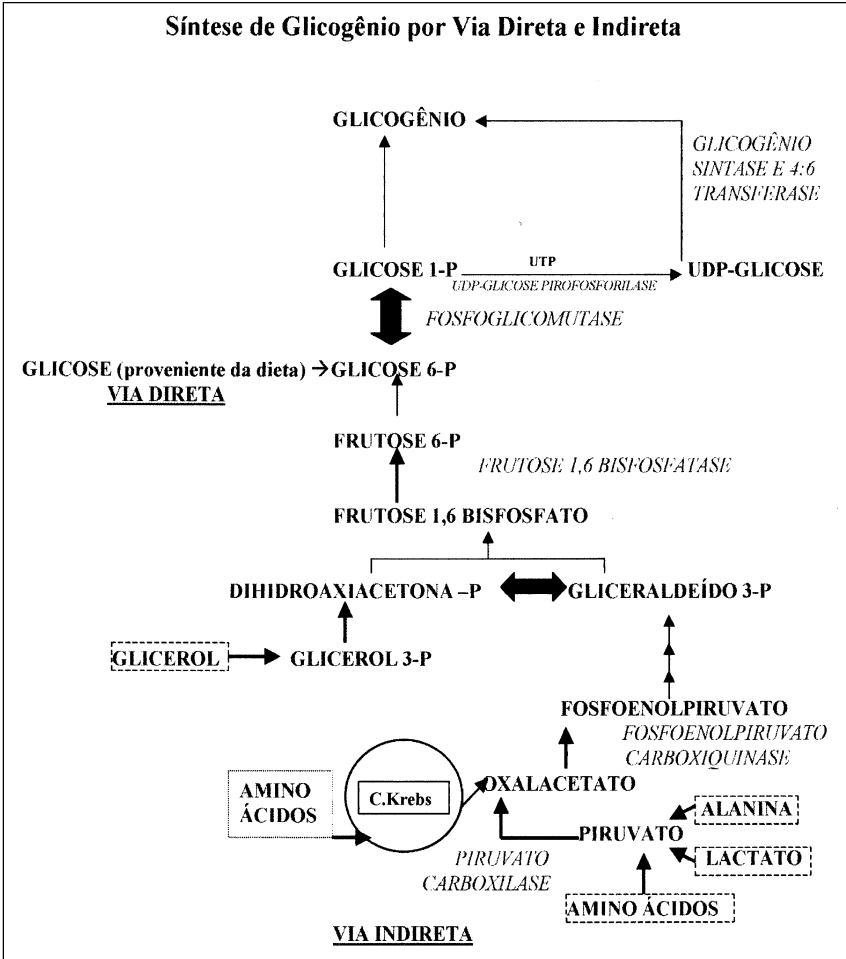 Síntese de Glicogênio por Via Direta e Indireta
GLICOGÊNIO
GLICOGÊNIO
SINTASE E 4:6
TRANSFERASE
GLICOSE 1-P
UTP
UDP-GLICOSE PIROFOSFORILASE
UDP-GLICOSE
FOSFOGLICOMUTASE
GLICOSE (proveniente da dieta) → GLICOSE 6-P
VIA DIRETA
FRUTOSE 6-P
FRUTOSE 1,6 BISFOSFATASE
FRUTOSE 1,6 BISFOSFATO
DIHIDROAXIACETONA –P
GLICERALDEÍDO 3-P
GLICEROL
GLICEROL 3-P
FOSFOENOLPIRUVATO
FOSFOENOLPIRUVATO
CARBOXIQUINASE
AMINO
ÁCIDOS
C.Krebs
OXALACETATO
ALANINA
PIRUVATO
LACTATO
PIRUVATO
CARBOXILASE
AMINO ÁCIDOS
VIA INDIRETA